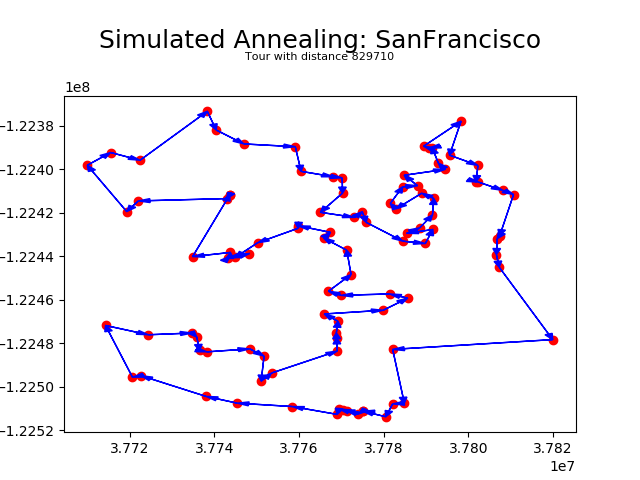 Simulated Annealing: SanFrancisco
Tour with distance 829710
1e8
−1.2238
−1.2240
−1.2242
−1.2244
−1.2246
−1.2248
−1.2250
−1.2252
3.772 3.774 3.776 3.778 3.780 3.782
1e7